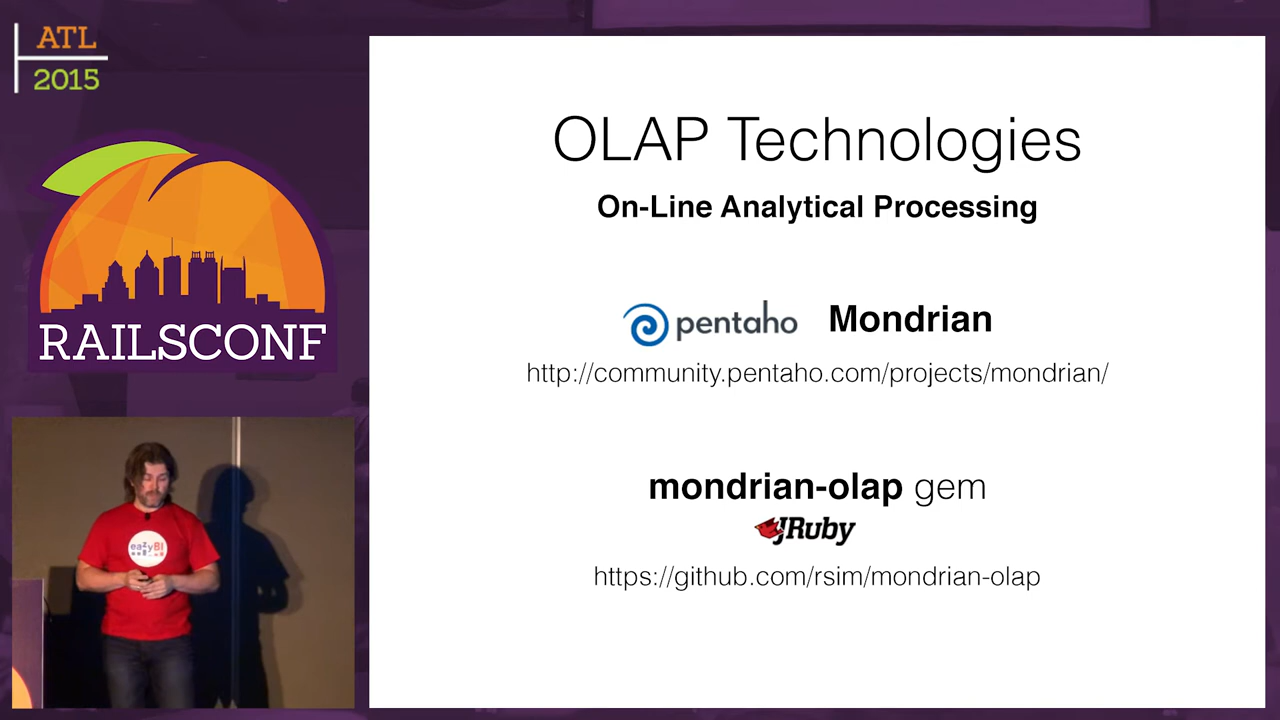 ATL
2015
RAILSCONF
eazyBI
OLAP Technologies
On-Line Analytical Processing
pentaho Mondrian
http://community.pentaho.com/projects/mondrian/
mondrian-olap gem
JRuby
https://github.com/rsim/mondrian-olap